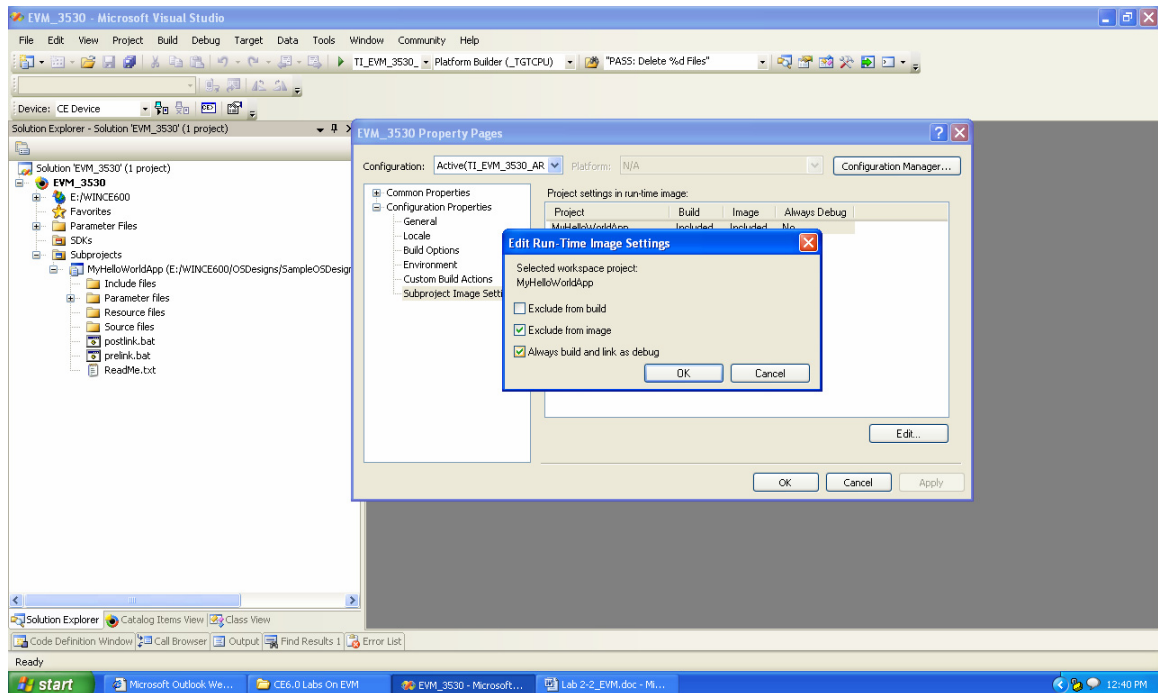 EVM_3530 - Microsoft Visual Studio
File Edit View Project Build Debug Target Data Tools Window Community Help
TI_EVM_3530_ Platform Builder (_TGTCPU) "PASS: Delete %d Files"
Device: CE Device
Solution Explorer - Solution 'EVM_3530' (1 project)
Solution 'EVM_3530' (1 project)
EVM_3530
E:/WINCE600
Favorites
Parameter Files
SDKs
Subprojects
MyHelloWorldApp (E:/WINCE600/OSDesigns/SampleOSDesigr
Include files
Parameter files
Resource files
Source files
postlink.bat
prelink.bat
ReadMe.txt
EVM_3530 Property Pages
Configuration: Active(TI_EVM_3530_AR Platform: N/A Configuration Manager...
Common Properties
Configuration Properties
General
Locale
Build Options
Environment
Custom Build Actions
Subproject Image Setti
Project settings in run-time image:
Project Build Image Always Debug
MyHelloWorldApp Included Included No
Edit Run-Time Image Settings
Selected workspace project:
MyHelloWorldApp
Exclude from build
Exclude from image
Always build and link as debug
OK Cancel
Edit...
OK Cancel Apply
Solution Explorer Catalog Items View Class View
Code Definition Window Call Browser Output Find Results 1 Error List
Ready
start Microsoft Outlook We... CE6.0 Labs On EVM EVM_3530 - Microsoft... Lab 2-2_EVM.doc - Mi... 12:40 PM